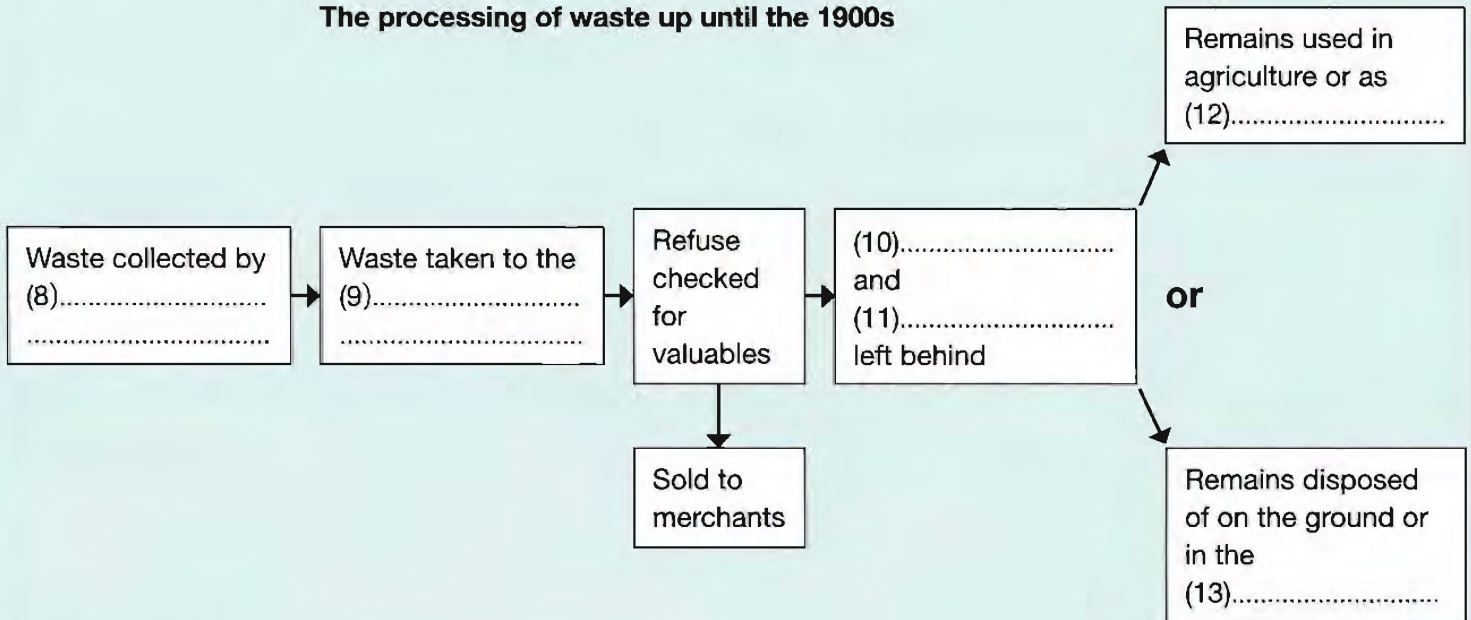 The processing of waste up until the 1900s
Waste collected by
(8)............................
.................................
Waste taken to the
(9)............................
.................................
Refuse
checked
for
valuables
Sold to
merchants
(10).............................
and
(11).............................
left behind
or
Remains used in
agriculture or as
(12).............................
Remains disposed
of on the ground or
in the
(13)............................